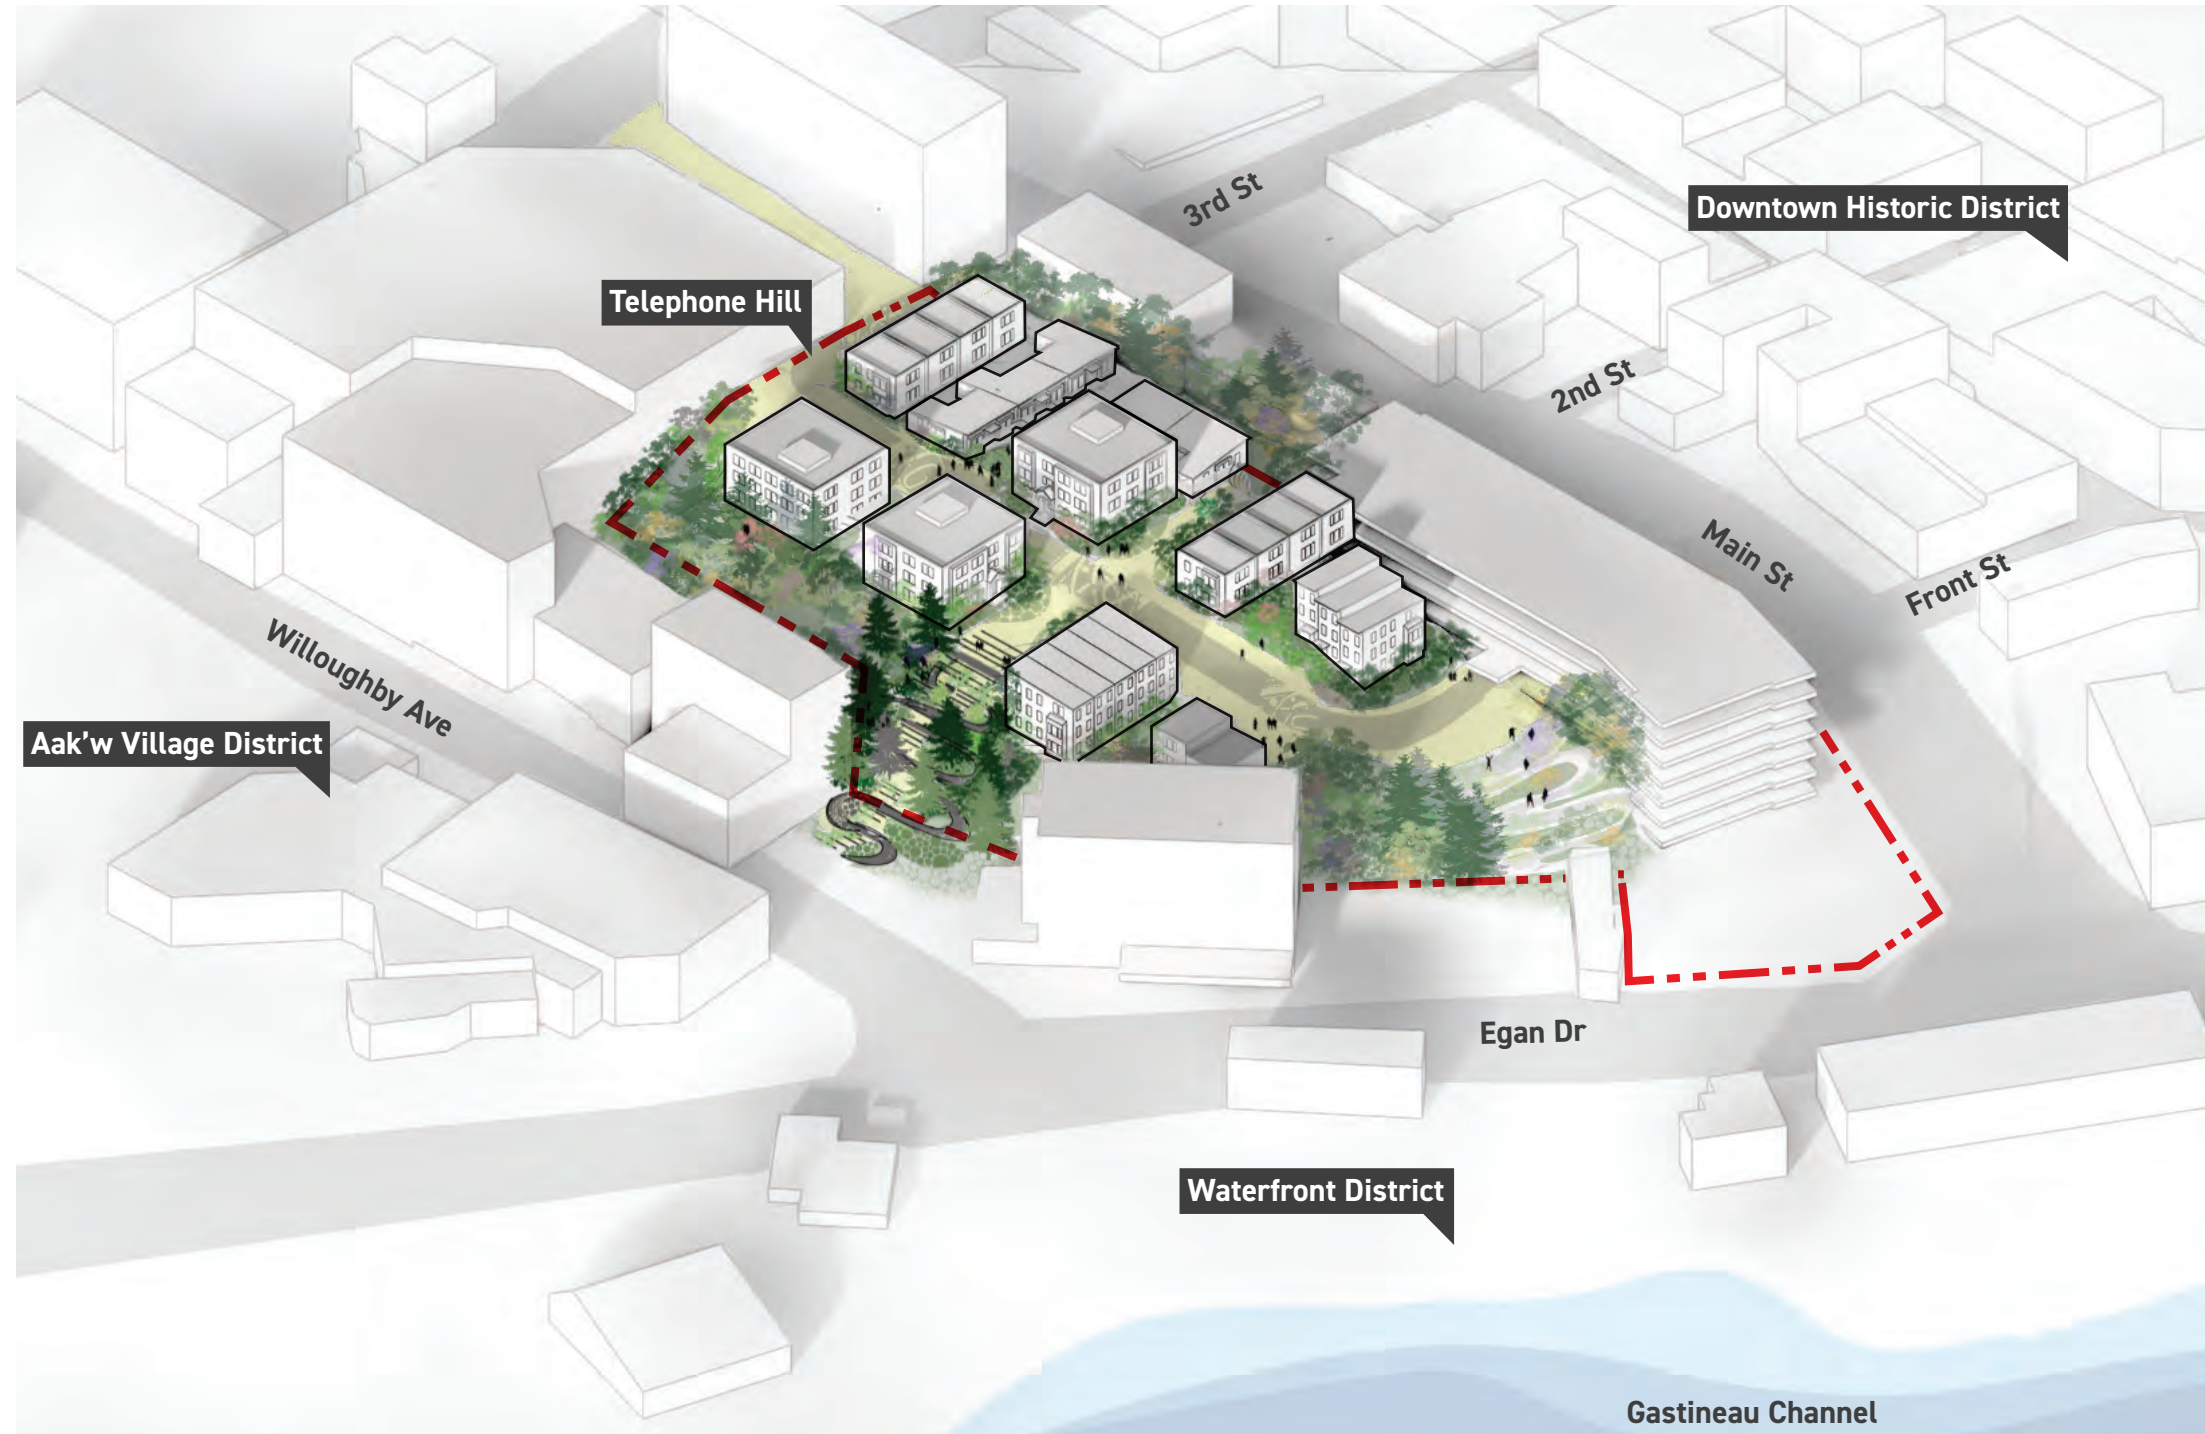 3rd St
Downtown Historic District
Telephone Hill
2nd St
Main St
Front St
Willoughby Ave
Aak'w Village District
Egan Dr
Waterfront District
Gastineau Channel